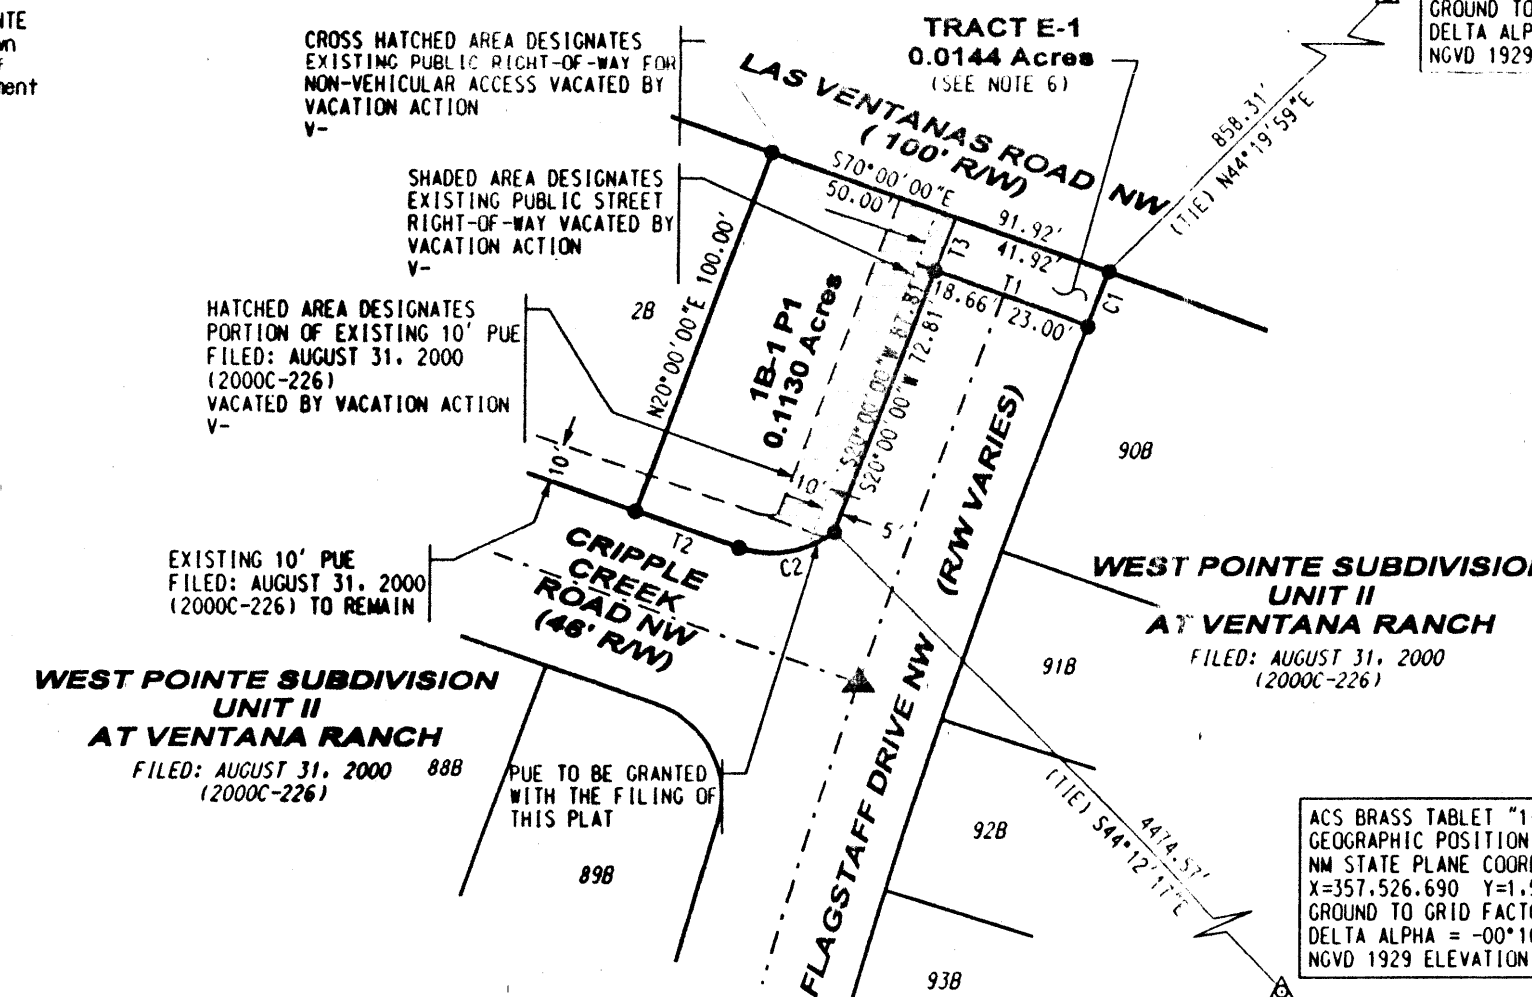 NTE
on
f
ment
CROSS HATCHED AREA DESIGNATES
EXISTING PUBLIC RIGHT-OF-WAY FOR
NON-VEHICULAR ACCESS VACATED BY
VACATION ACTION
V-
TRACT E-1
0.0144 Acres
(SEE NOTE 6)
GROUND TO
DELTA ALP
NGVD 1929
LAS VENTANAS ROAD NW
(100' R/W)
858.31'
(TIE) N44°19'59"E
SHADED AREA DESIGNATES
EXISTING PUBLIC STREET
RIGHT-OF-WAY VACATED BY
VACATION ACTION
V-
S70°00'00"E
50.00'
91.92'
41.92'
T3
T1
18.66'
23.00'
C1
N20°00'00"E 100.00'
2B
1B-1 P1
0.1130 Acres
S20°00'00"W 87.81'
S20°00'00"W 72.81'
HATCHED AREA DESIGNATES
PORTION OF EXISTING 10' PUE
FILED: AUGUST 31, 2000
(2000C-226)
VACATED BY VACATION ACTION
V-
10'
10'
5'
T2
C2
90B
(R/W VARIES)
EXISTING 10' PUE
FILED: AUGUST 31, 2000
(2000C-226) TO REMAIN
CRIPPLE
CREEK
ROAD NW
(46' R/W)
WEST POINTE SUBDIVISIO
UNIT II
AT VENTANA RANCH
FILED: AUGUST 31, 2000
(2000C-226)
91B
WEST POINTE SUBDIVISION
UNIT II
AT VENTANA RANCH
FILED: AUGUST 31, 2000
(2000C-226)
88B
PUE TO BE GRANTED
WITH THE FILING OF
THIS PLAT
89B
FLAGSTAFF DRIVE NW
92B
93B
4474.57'
(TIE) S44°12'17"E
ACS BRASS TABLET "1
GEOGRAPHIC POSITION
NM STATE PLANE COOR
X=357,526.690 Y=1,5
GROUND TO GRID FACT
DELTA ALPHA = -00°1
NGVD 1929 ELEVATION